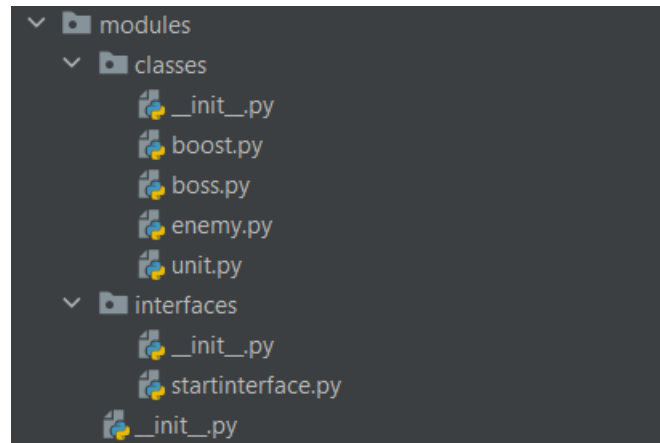 modules
classes
__init__.py
boost.py
boss.py
enemy.py
unit.py
interfaces
__init__.py
startinterface.py
__init__.py